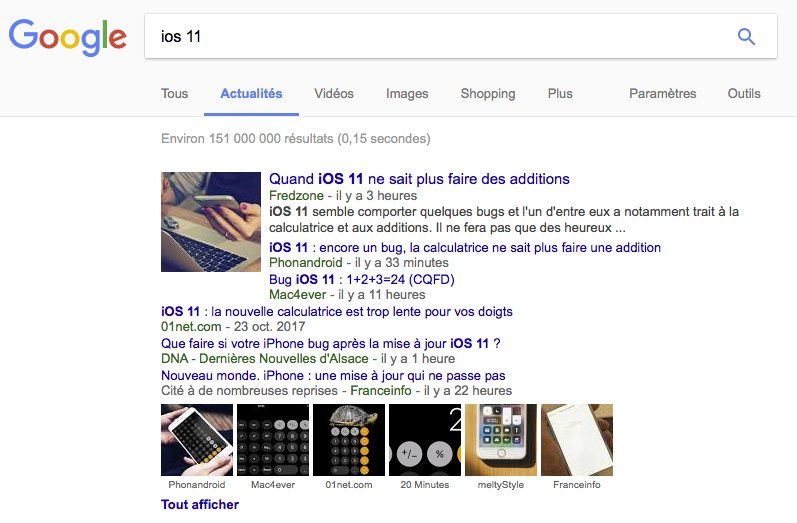 Google
ios 11
Tous Actualités Vidéos Images Shopping Plus Paramètres Outils
Environ 151 000 000 résultats (0,15 secondes)
Quand iOS 11 ne sait plus faire des additions
Fredzone - il y a 3 heures
iOS 11 semble comporter quelques bugs et l'un d'entre eux a notamment trait à la
calculatrice et aux additions. Il ne fera pas que des heureux ...
iOS 11 : encore un bug, la calculatrice ne sait plus faire une addition
Phonandroid - il y a 33 minutes
Bug iOS 11 : 1+2+3=24 (CQFD)
Mac4ever - il y a 11 heures
iOS 11 : la nouvelle calculatrice est trop lente pour vos doigts
01net.com - 23 oct. 2017
Que faire si votre iPhone bug après la mise à jour iOS 11 ?
DNA - Dernières Nouvelles d'Alsace - il y a 1 heure
Nouveau monde. iPhone : une mise à jour qui ne passe pas
Cité à de nombreuses reprises - Franceinfo - il y a 22 heures
2
+/- %
Phonandroid Mac4ever 01net.com 20 Minutes meltyStyle Franceinfo
Tout afficher